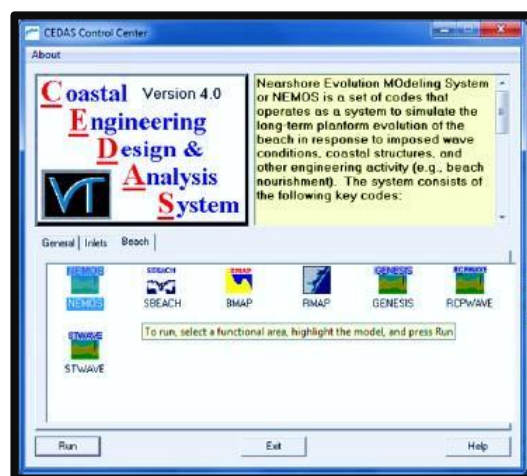 CEDAS Control Center
About
Coastal Version 4.0
Engineering
Design &
Analysis
System
VT
Nearshore Evolution MOdeling System
or NEMOS is a set of codes that
operates as a system to simulate the
long-term planform evolution of the
beach in response to imposed wave
conditions, coastal structures, and
other engineering activity (e.g., beach
nourishment). The system consists of
the following key codes:
General Inlets Beach
NEMOS SBEACH BMAP GENESIS RCPWAVE
NEMOS SBEACH BMAP RMAP GENESIS RCPWAVE
STWAVE
STWAVE
To run, select a functional area, highlight the model, and press Run
Run Exit Help